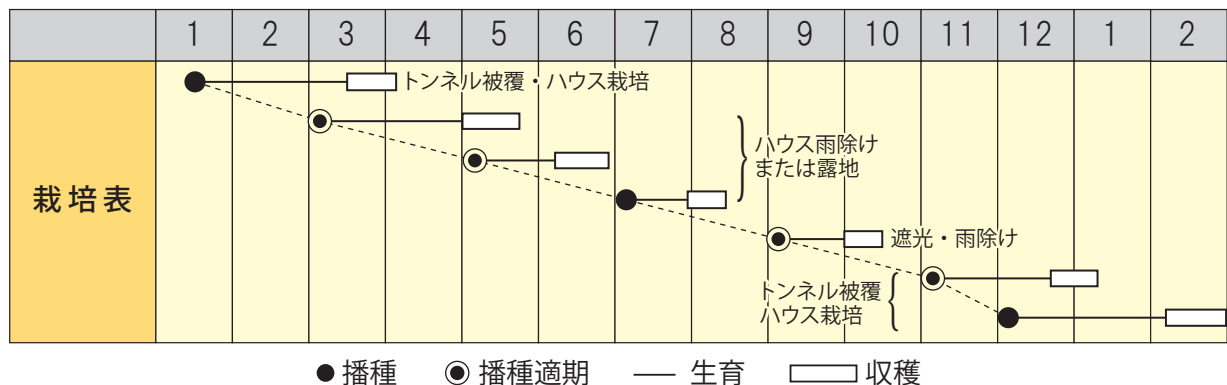 1 2 3 4 5 6 7 8 9 10 11 12 1 2
栽培表
トンネル被覆・ハウス栽培
ハウス雨除け
または露地
遮光・雨除け
トンネル被覆
ハウス栽培
播種 播種適期 生育 収穫